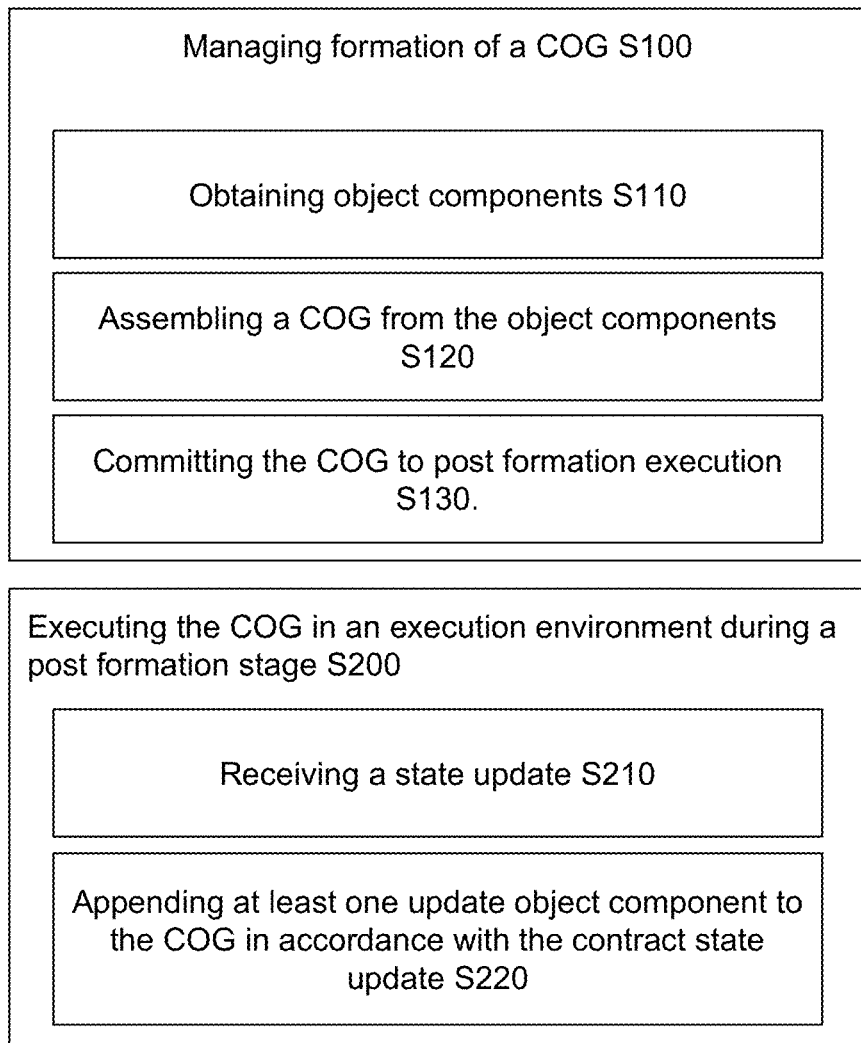 Managing formation of a COG S100
Obtaining object components S110
Assembling a COG from the object components
S120
Committing the COG to post formation execution
S130.
Executing the COG in an execution environment during a
post formation stage S200
Receiving a state update S210
Appending at least one update object component to
the COG in accordance with the contract state
update S220